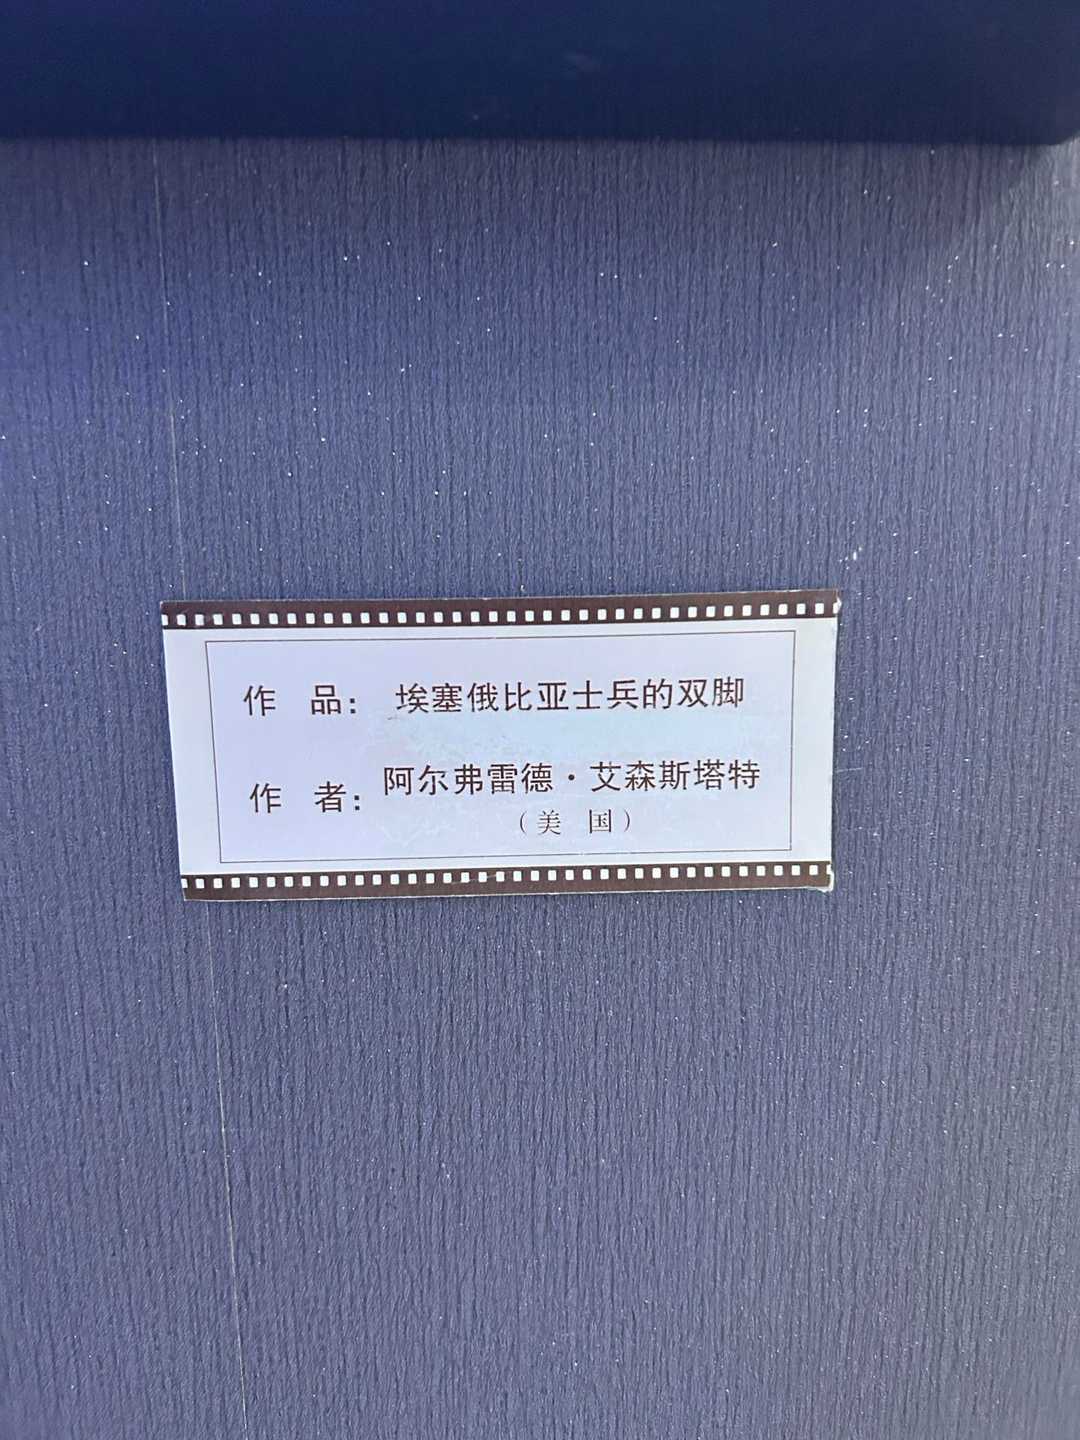 作 品： 埃塞俄比亚士兵的双脚
作 者： 阿尔弗雷德·艾森斯塔特
（美 国）